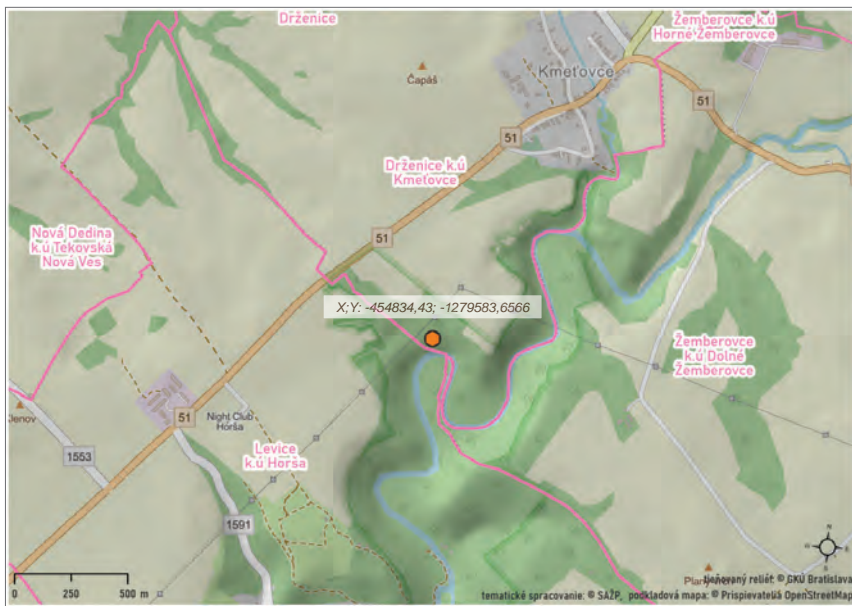 Drženice
Žemberovce k.ú
Horné Žemberovce
Čapáš
Kmeťovce
51
51
51
Drženice k.ú
Kmeťovce
Nová Dedina
k.ú Tekovská
Nová Ves
51
X;Y: -454834,43; -1279583,6566
Žemberovce
k.ú Dolné
Žemberovce
Jenov
51
Night Club
Horša
1553
Levice
k.ú Horša
1591
N
E
S
0 250 500 m
tieňovaný reliéf: © GKÚ Bratislava
tematické spracovanie: © SAŽP, podkladová mapa: © Prispievatelia OpenStreetMap